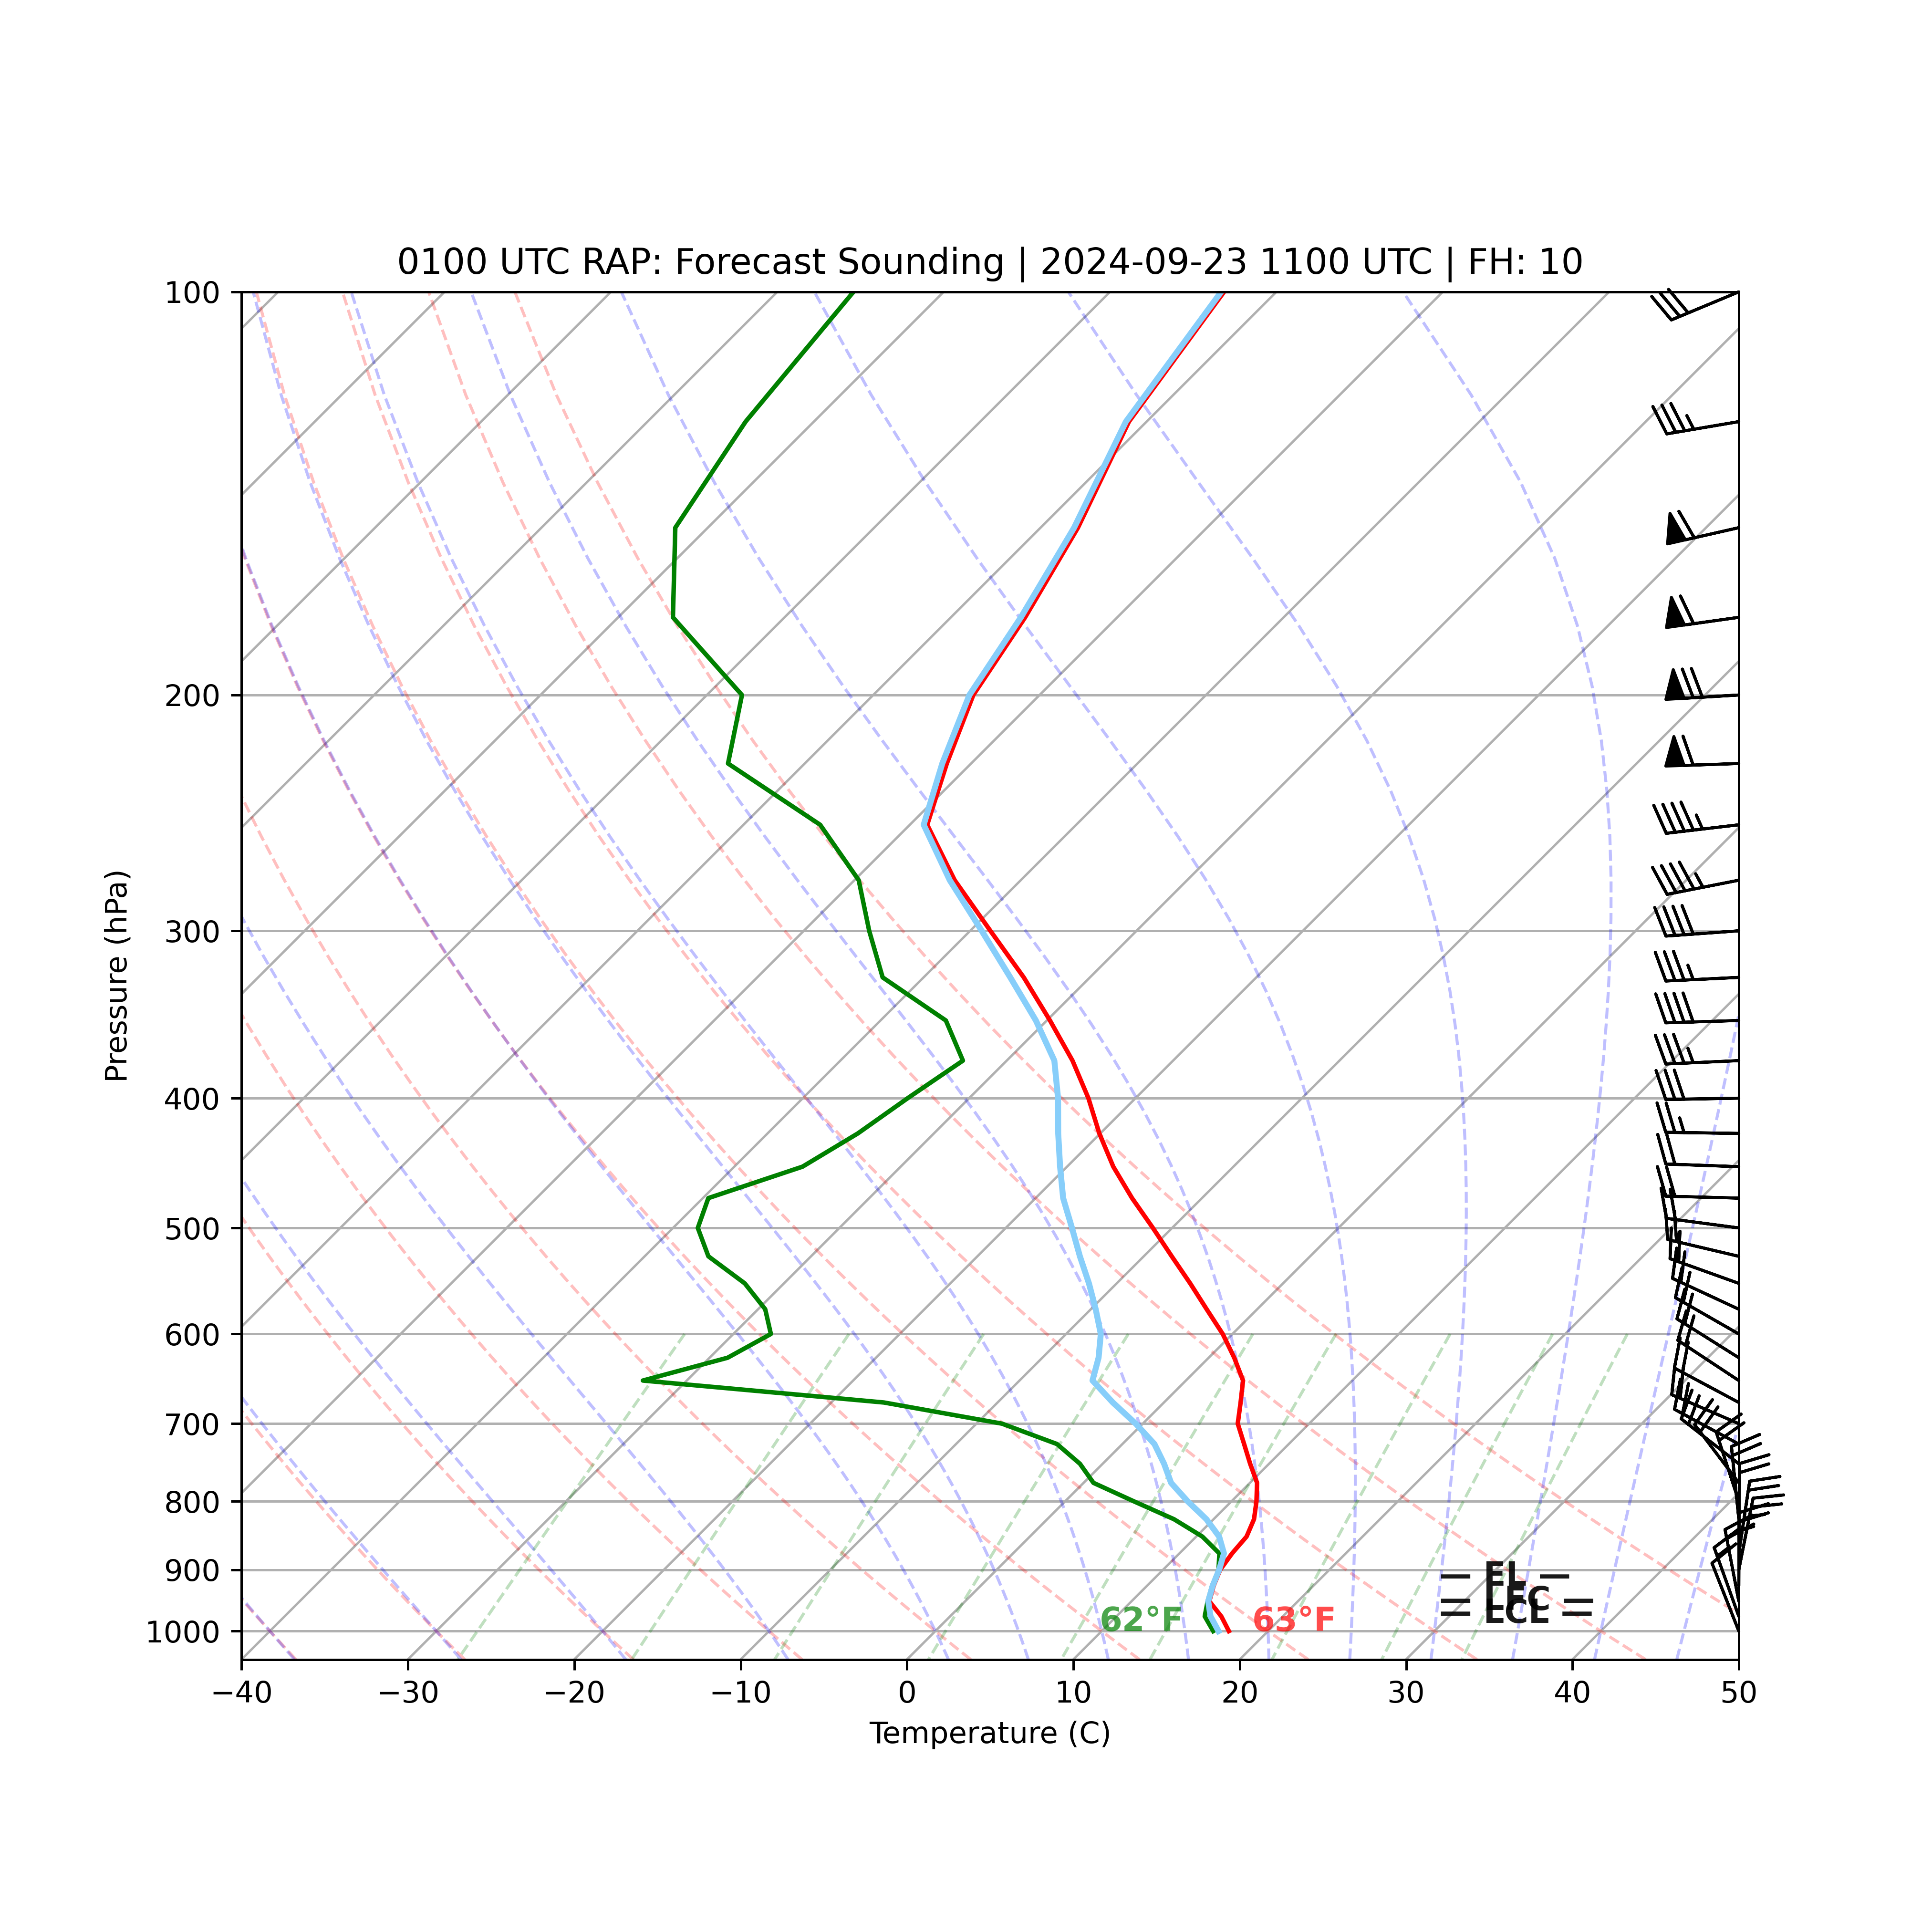 0100 UTC RAP: Forecast Sounding | 2024-09-23 1100 UTC | FH: 10
100
200
300
400
500
600
700
800
900
1000
Pressure (hPa)
— EL —
— LCL —
62°F 63°F
−40 −30 −20 −10 0 10 20 30 40 50
Temperature (C)